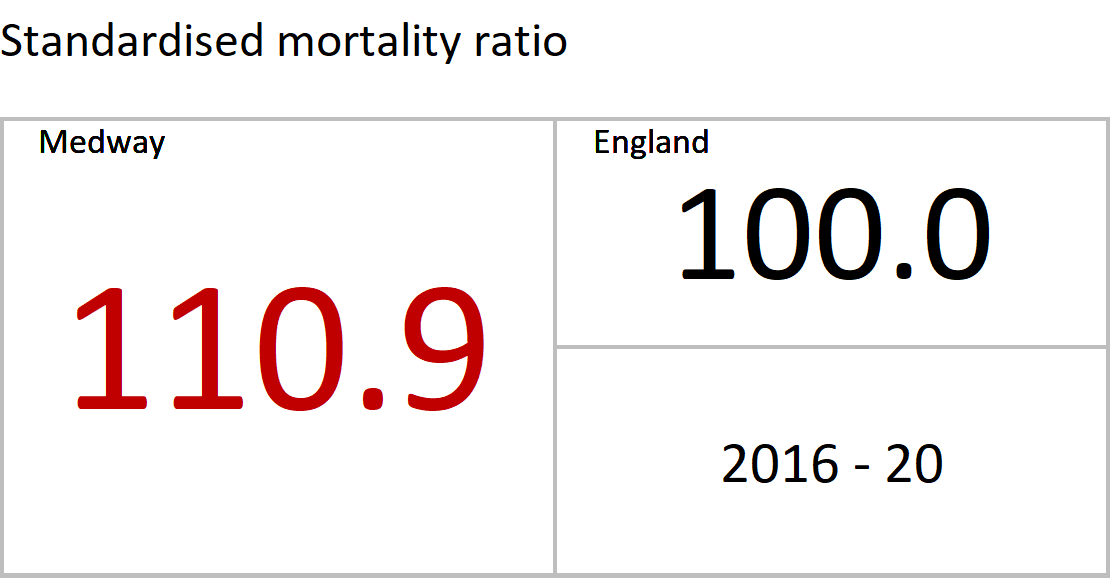 Standardised mortality ratio
Medway
110.9
England
100.0
2016 - 20